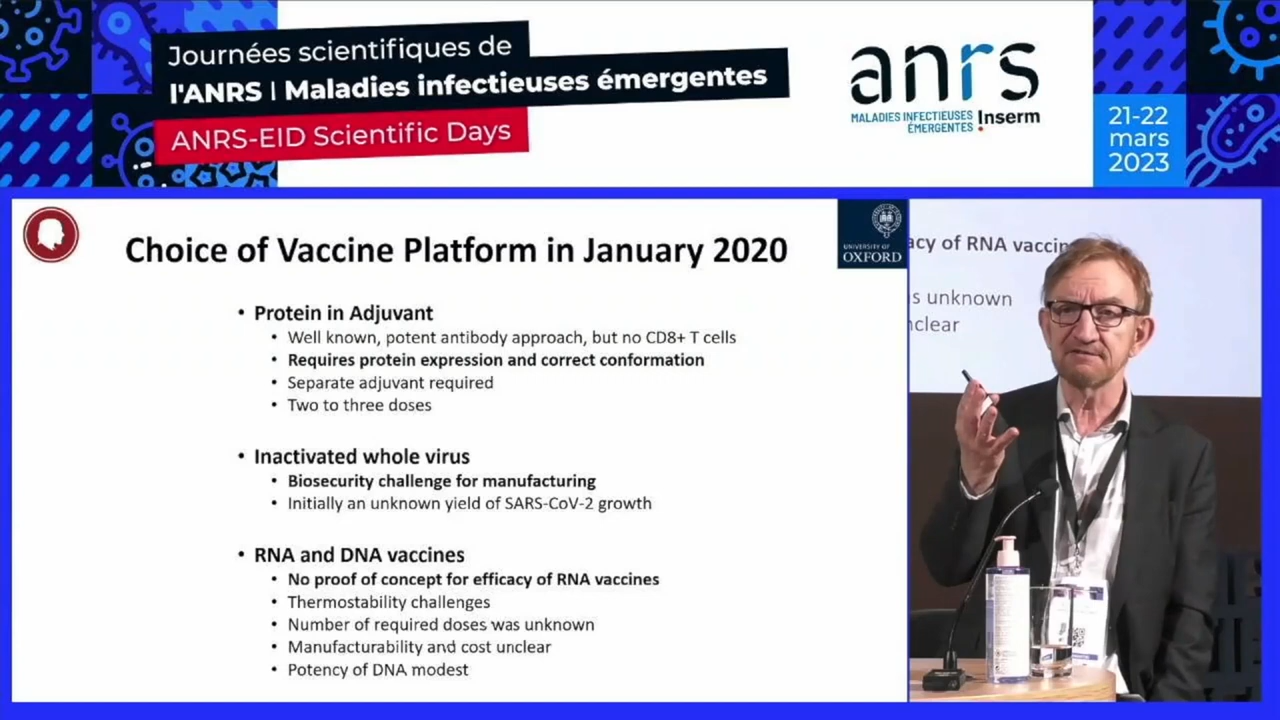 Journées scientifiques de
l'ANRS | Maladies infectieuses émergentes
ANRS-EID Scientific Days
anrs
MALADIES INFECTIEUSES
ÉMERGENTES Inserm
21-22
mars
2023
UNIVERSITY OF
OXFORD
Choice of Vaccine Platform in January 2020
• Protein in Adjuvant
• Well known, potent antibody approach, but no CD8+ T cells
• Requires protein expression and correct conformation
• Separate adjuvant required
• Two to three doses
• Inactivated whole virus
• Biosecurity challenge for manufacturing
• Initially an unknown yield of SARS-CoV-2 growth
• RNA and DNA vaccines
• No proof of concept for efficacy of RNA vaccines
• Thermostability challenges
• Number of required doses was unknown
• Manufacturability and cost unclear
• Potency of DNA modest
acy of RNA vaccin
s unknown
nclear